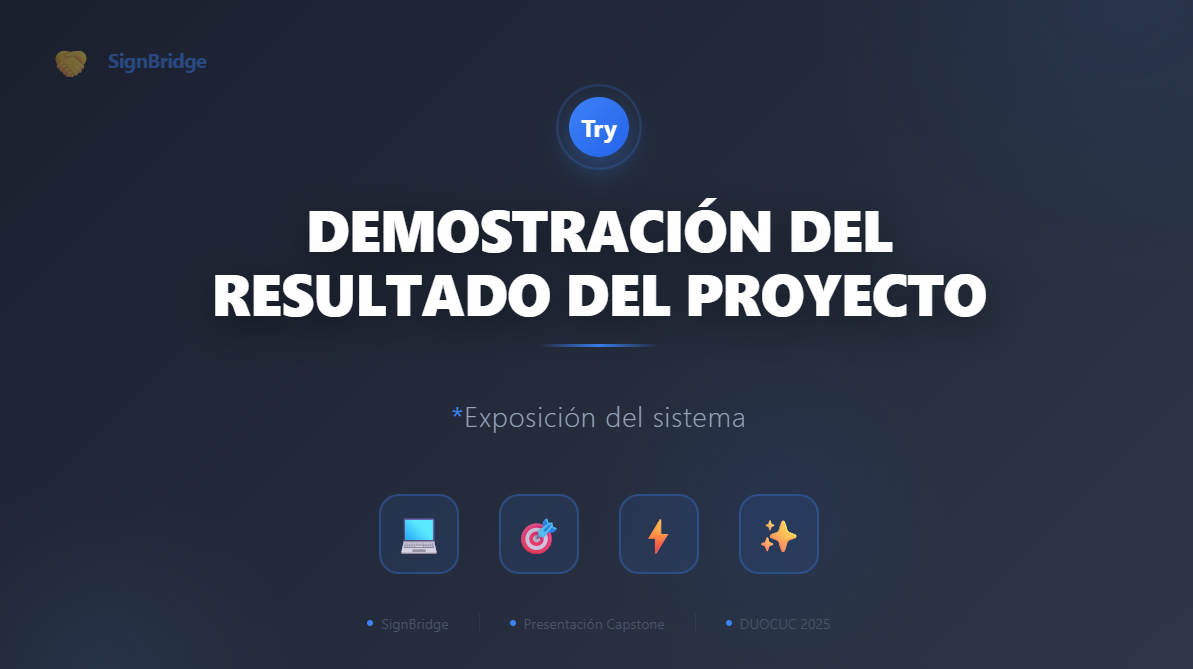 SignBridge
Try
DEMOSTRACIÓN DEL
RESULTADO DEL PROYECTO
*Exposición del sistema
SignBridge
Presentación Capstone
DUOCUC 2025